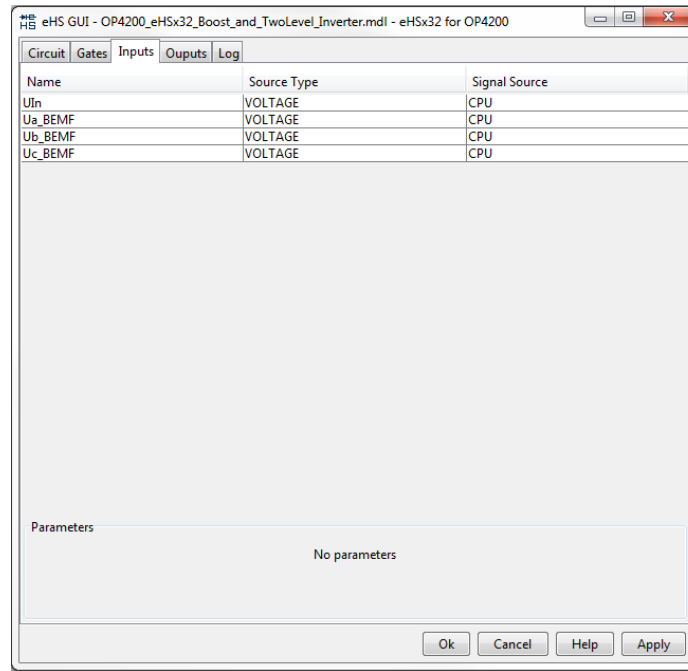 eHS eHS GUI - OP4200_eHSx32_Boost_and_TwoLevel_Inverter.mdl - eHSx32 for OP4200
Circuit Gates Inputs Ouputs Log
Name Source Type Signal Source
UIn VOLTAGE CPU
Ua_BEMF VOLTAGE CPU
Ub_BEMF VOLTAGE CPU
Uc_BEMF VOLTAGE CPU
Parameters
No parameters
Ok Cancel Help Apply